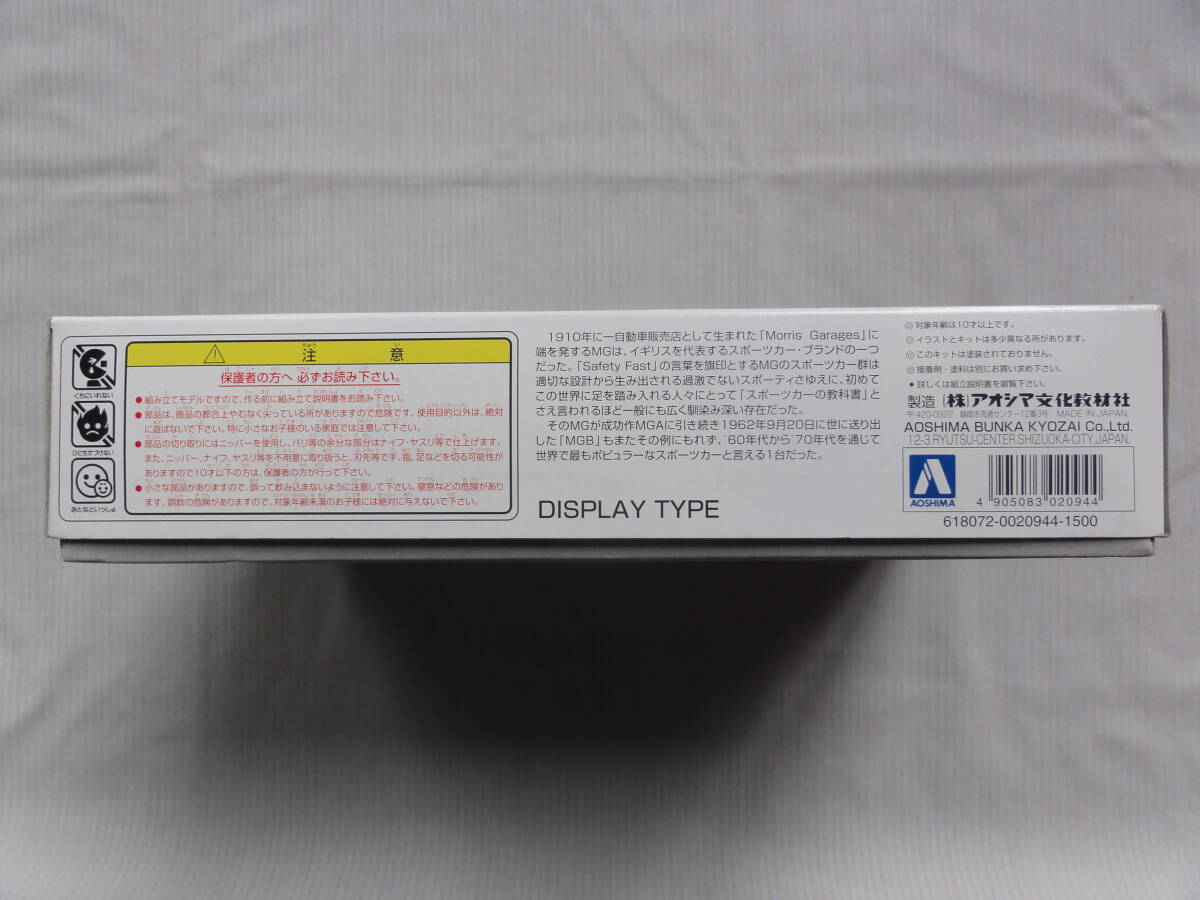 くちにいれない
ひにちかづけない
おとなといっしょ
注 意
保護者の方へ 必ずお読み下さい。
●組み立てモデルですので、作る前に組み立て説明書をお読み下さい。
●部品は、商品の都合上やむなく尖っている所がありますので危険です。使用目的以外は、絶対
に遊ばないで下さい。特に小さなお子様のいる家庭では注意して下さい。
●部品の切り取りにはニッパーを使用し、バリ等の余分な部分はナイフ・ヤスリ等で仕上げます。
また、ニッパー、ナイフ、ヤスリ等を不用意に取り扱うと、刃先等で手、指、足などを切る可能性が
ありますので10才以下の方は、保護者の方が行って下さい。
●小さな部品がありますので、誤って飲み込まないように注意して下さい。窒息などの危険があり
ます。誤飲の危険がありますので、対象年齢未満のお子様には絶対に与えないで下さい。
1910年に一自動車販売店として生まれた「Morris Garages」に
端を発するMGは、イギリスを代表するスポーツカー・ブランドの一つ
だった。「Safety Fast」の言葉を旗印とするMGのスポーツカー群は
適切な設計から生み出される過激でないスポーティさゆえに、初めて
この世界に足を踏み入れる人々にとって「スポーツカーの教科書」と
さえ言われるほど一般にも広く馴染み深い存在だった。
そのMGが成功作MGAに引き続き1962年9月20日に世に送り出
した「MGB」もまたその例にもれず、'60年代から'70年代を通じて
世界で最もポピュラーなスポーツカーと言える1台だった。
DISPLAY TYPE
◎対象年齢は10才以上です。
◎イラストとキットは多少異なる所があります。
◎このキットは塗装されておりません。
◎接着剤・塗料は別にお買い求め下さい。
●詳しくは組立説明書を御覧下さい。
製造 (株)アオシマ文化教材社
〒420-0922 静岡市流通センター12番3号 MADE IN JAPAN
AOSHIMA BUNKA KYOZAI Co.,Ltd.
12-3,RYUTSU-CENTER,SHIZUOKA-CITY,JAPAN.
AOSHIMA
4 905083 020944
618072-0020944-1500